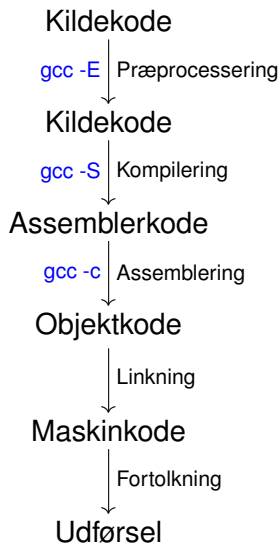 Kildekode
gcc -E Præprocessering
Kildekode
gcc -S Kompilering
Assemblerkode
gcc -c Assemblering
Objektkode
Linkning
Maskinkode
Fortolkning
Udførsel